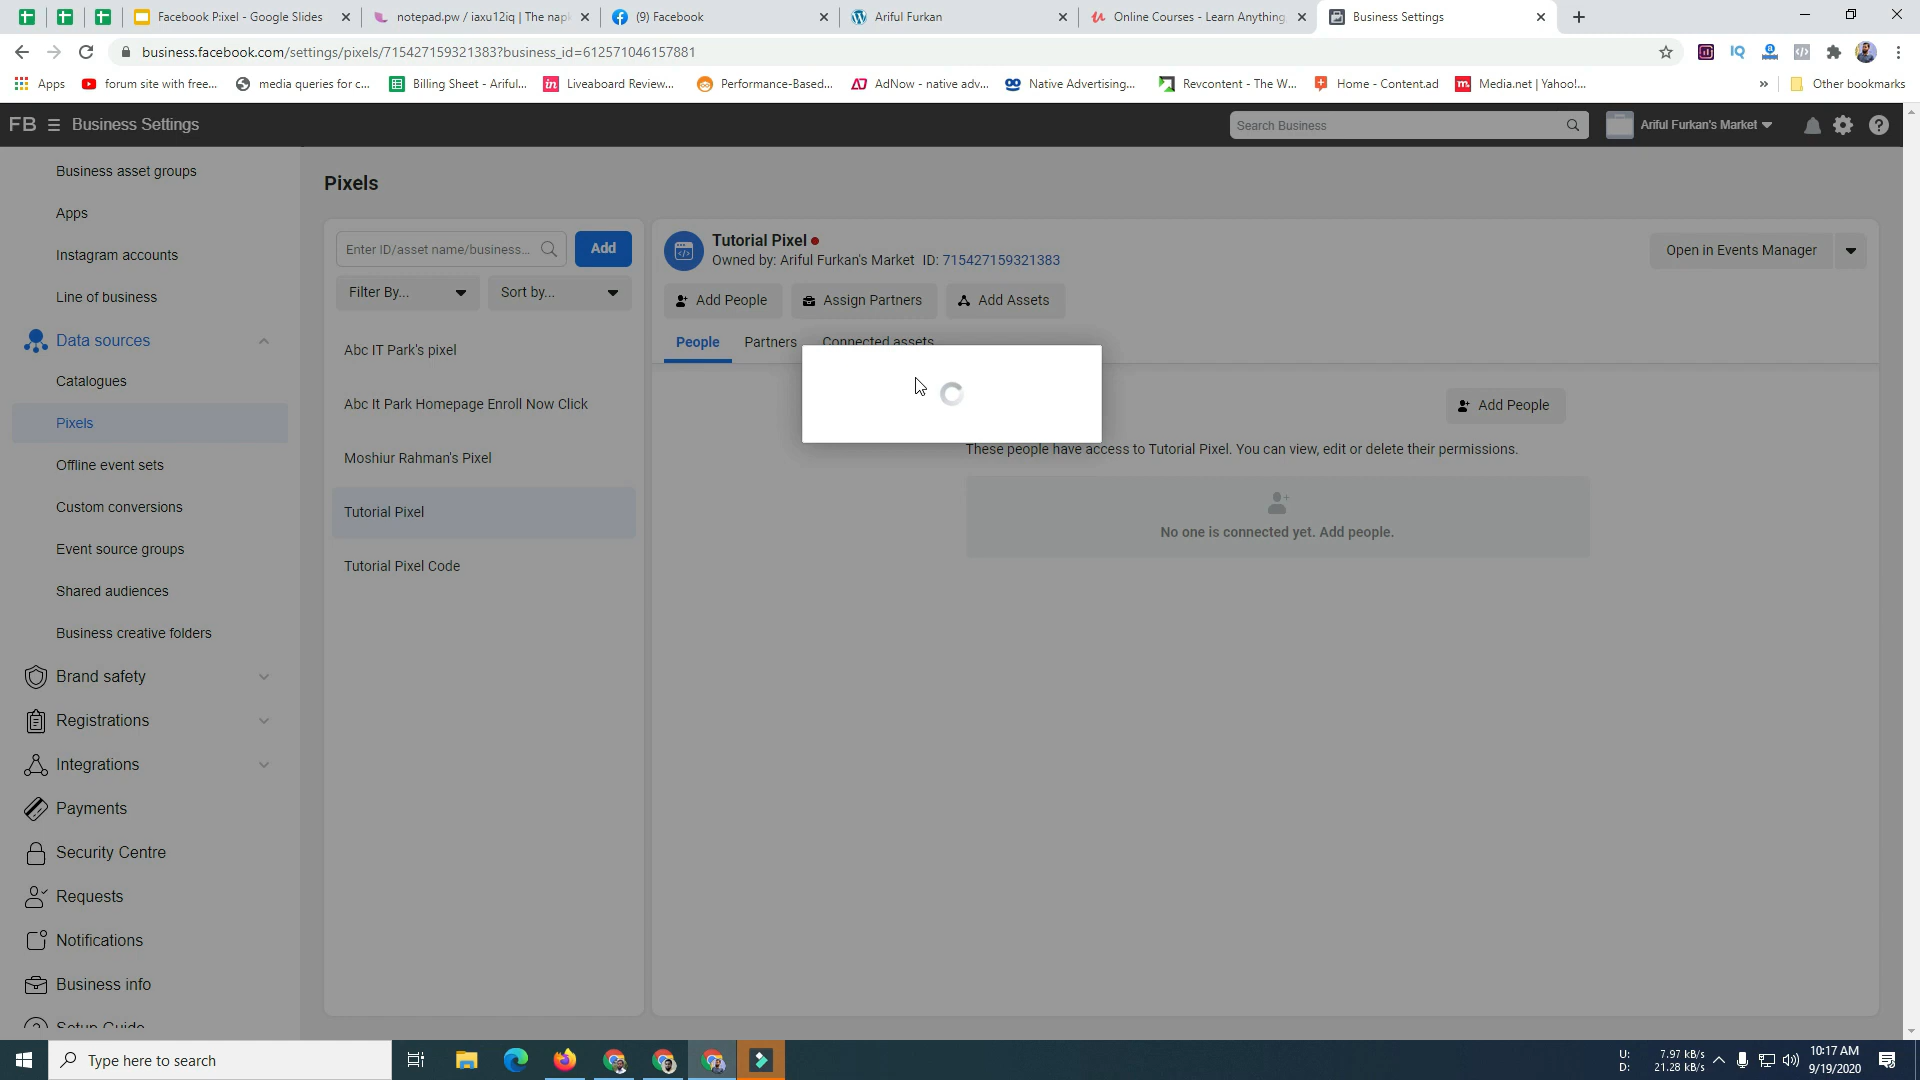 Facebook P:ixel - Google Slides
notepad.pw / iaxu12iq | The nap
(9) Facebook
Ariful Furkan
Online Courses - Learn Anything
Business Settings
business.facebook.com/settings/pixels/715427159321383?business_id=612571046157881
Apps
forum site with free...
media queries for c...
Billing Sheet - Ariful...
Liveaboard Review...
Performance-Based...
AdNow - native adv...
Native Advertising...
Revcontent - The W...
Home - Content.ad
Media.net | Yahoo!...
»
Other bookmarks
FB
Business Settings
Search Business
Ariful Furkan's Market
Business asset groups
Apps
Instagram accounts
Line of business
Data sources
Catalogues
Pixels
Offline event sets
Custom conversions
Event source groups
Shared audiences
Business creative folders
Brand safety
Registrations
Integrations
Payments
Security Centre
Requests
Notifications
Business info
Setup Guide
Pixels
Enter ID/asset name/business...
Add
Filter By...
Sort by...
Abc IT Park's pixel
Abc It Park Homepage Enroll Now Click
Moshiur Rahman's Pixel
Tutorial Pixel
Tutorial Pixel Code
Tutorial Pixel
Owned by: Ariful Furkan's Market ID: 715427159321383
Open in Events Manager
Add People
Assign Partners
Add Assets
People
Partners
Connected assets
Add People
These people have access to Tutorial Pixel. You can view, edit or delete their permissions.
No one is connected yet. Add people.
Type here to search
U: 7.97 kB/s
D: 21.28 kB/s
10:17 AM
9/19/2020